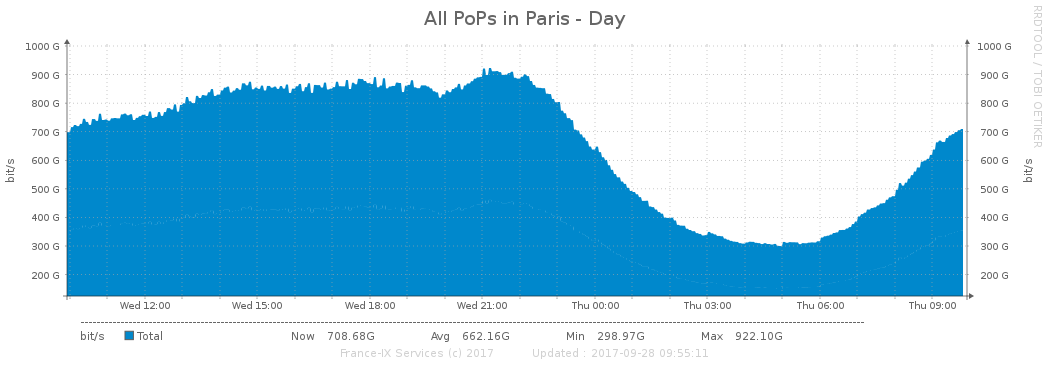 All PoPs in Paris - Day
RRDTOOL / TOBI OETIKER
1000 G 1000 G
900 G 900 G
800 G 800 G
700 G 700 G
600 G 600 G
500 G 500 G
400 G 400 G
300 G 300 G
200 G 200 G
bit/s bit/s
Wed 12:00 Wed 15:00 Wed 18:00 Wed 21:00 Thu 00:00 Thu 03:00 Thu 06:00 Thu 09:00
bit/s Total Now 708.68G Avg 662.16G Min 298.97G Max 922.10G
France-IX Services (c) 2017 Updated : 2017-09-28 09:55:11